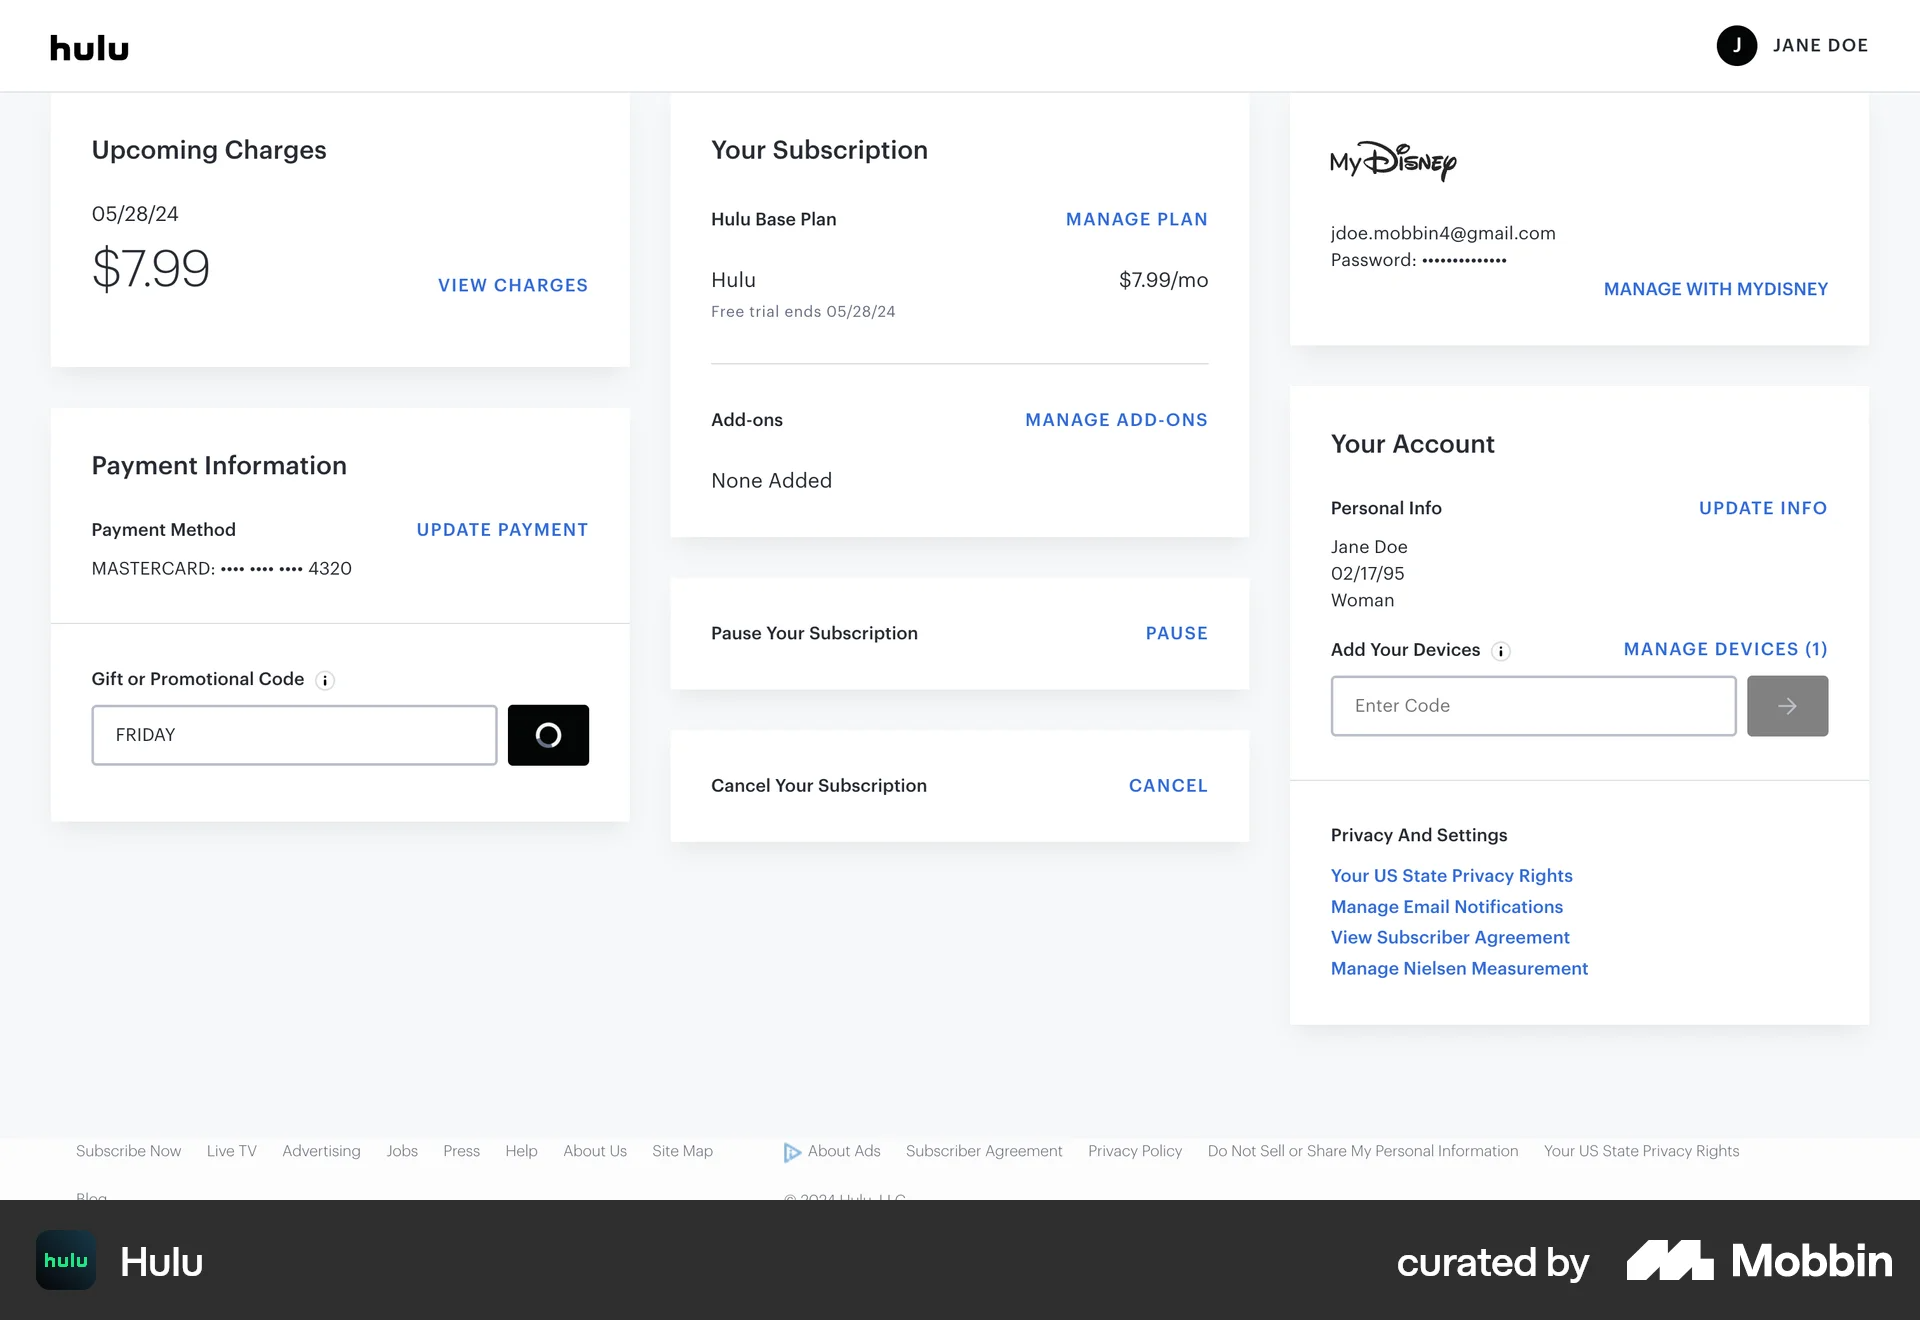 hulu
J JANE DOE
Upcoming Charges
05/28/24
$7.99
VIEW CHARGES
Payment Information
Payment Method UPDATE PAYMENT
MASTERCARD: •••• •••• •••• 4320
Gift or Promotional Code i
FRIDAY
Your Subscription
Hulu Base Plan MANAGE PLAN
Hulu $7.99/mo
Free trial ends 05/28/24
Add-ons MANAGE ADD-ONS
None Added
Pause Your Subscription PAUSE
Cancel Your Subscription CANCEL
My Disney
jdoe.mobbin4@gmail.com
Password: ••••••••••••••
MANAGE WITH MYDISNEY
Your Account
Personal Info UPDATE INFO
Jane Doe
02/17/95
Woman
Add Your Devices i MANAGE DEVICES (1)
Enter Code
Privacy And Settings
Your US State Privacy Rights
Manage Email Notifications
View Subscriber Agreement
Manage Nielsen Measurement
Subscribe Now Live TV Advertising Jobs Press Help About Us Site Map
Blog
About Ads Subscriber Agreement Privacy Policy Do Not Sell or Share My Personal Information Your US State Privacy Rights
© 2024 Hulu, LLC
hulu Hulu
curated by Mobbin